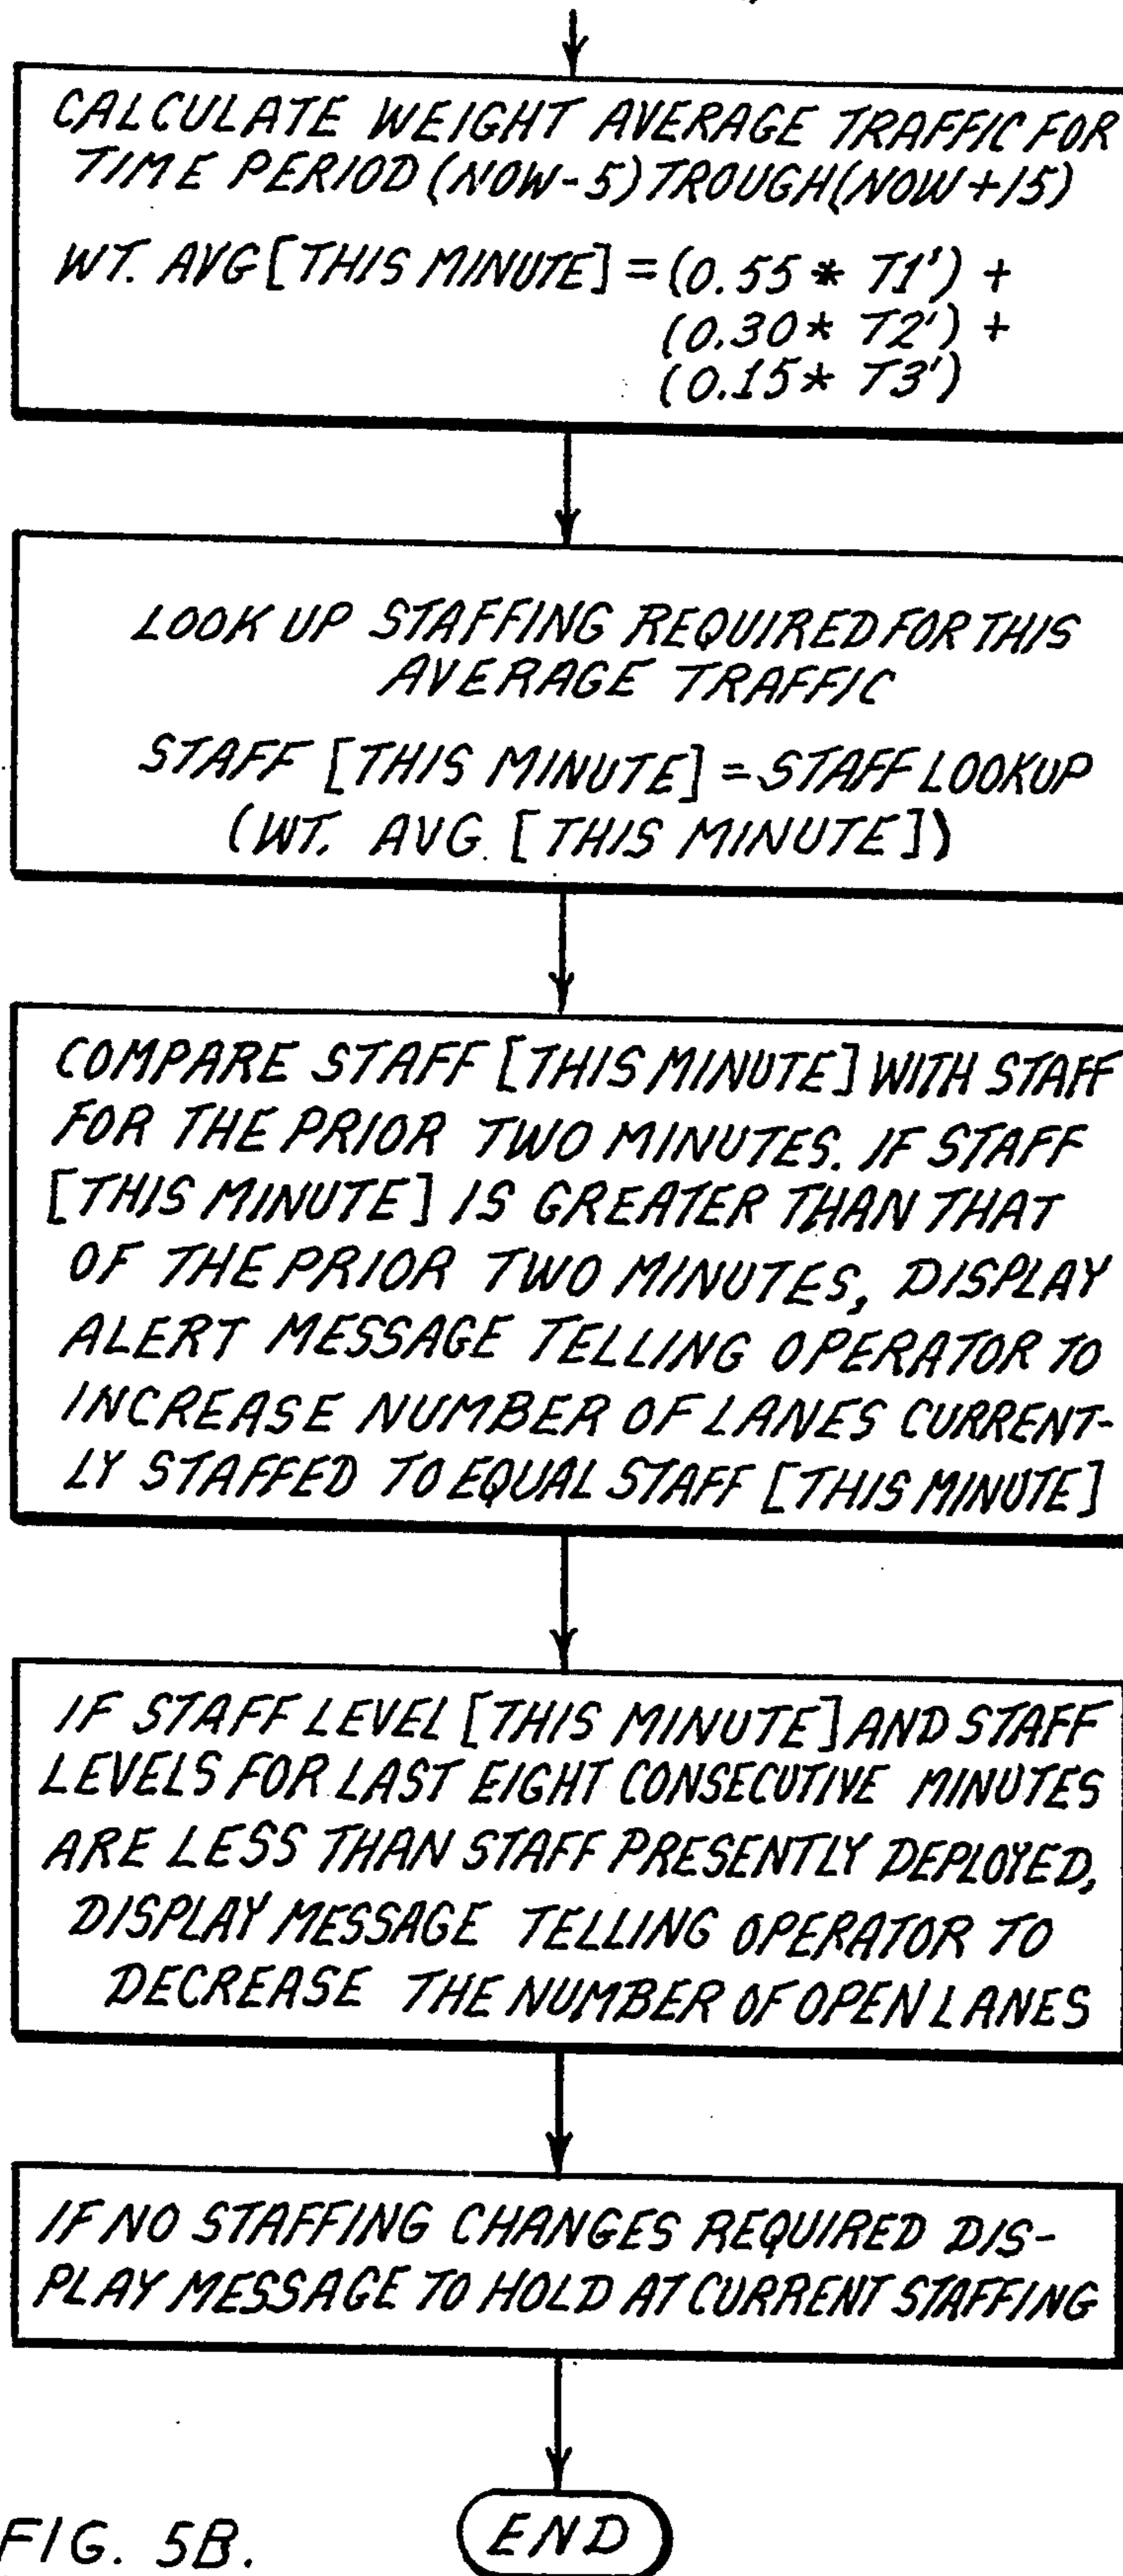 CALCULATE WEIGHT AVERAGE TRAFFIC FOR
TIME PERIOD (NOW-5) TROUGH (NOW+15)
WT. AVG [THIS MINUTE] = (0.55 * T1') +
(0.30 * T2') +
(0.15 * T3')
LOOK UP STAFFING REQUIRED FOR THIS
AVERAGE TRAFFIC
STAFF [THIS MINUTE] = STAFF LOOKUP
(WT. AVG. [THIS MINUTE])
COMPARE STAFF [THIS MINUTE] WITH STAFF
FOR THE PRIOR TWO MINUTES. IF STAFF
[THIS MINUTE] IS GREATER THAN THAT
OF THE PRIOR TWO MINUTES, DISPLAY
ALERT MESSAGE TELLING OPERATOR TO
INCREASE NUMBER OF LANES CURRENT-
LY STAFFED TO EQUAL STAFF [THIS MINUTE]
IF STAFF LEVEL [THIS MINUTE] AND STAFF
LEVELS FOR LAST EIGHT CONSECUTIVE MINUTES
ARE LESS THAN STAFF PRESENTLY DEPLOYED,
DISPLAY MESSAGE TELLING OPERATOR TO
DECREASE THE NUMBER OF OPEN LANES
IF NO STAFFING CHANGES REQUIRED DIS-
PLAY MESSAGE TO HOLD AT CURRENT STAFFING
END
FIG. 5B.